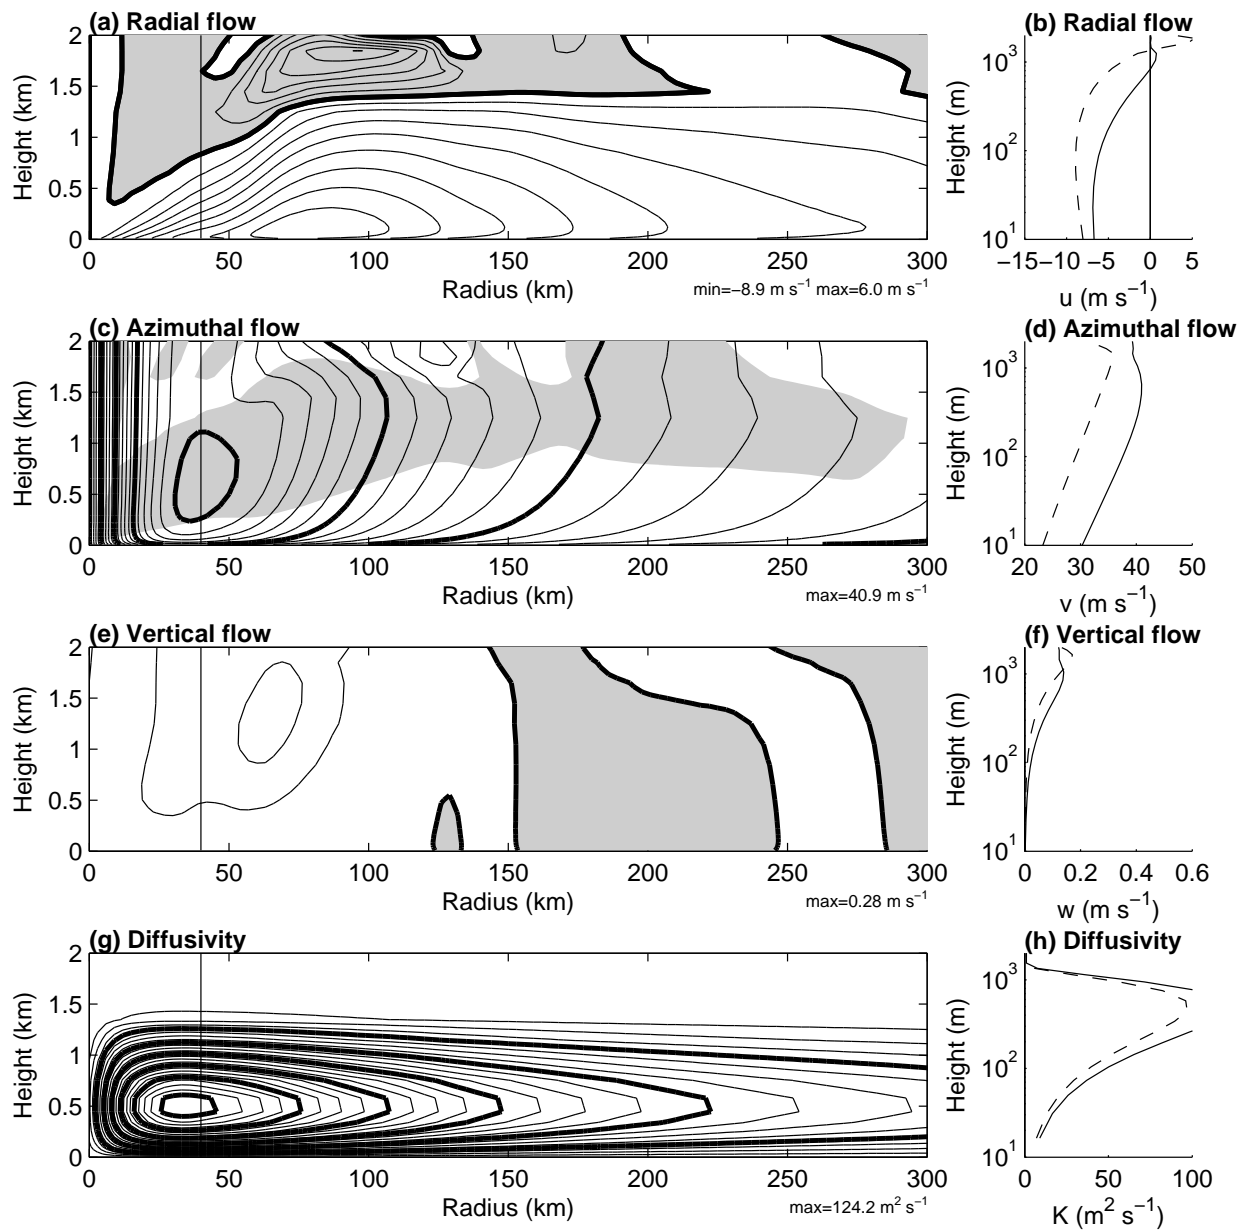 (a) Radial flow
2
1.5
1
0.5
0
Height (km)
0 50 100 150 200 250 300
Radius (km)
min=−8.9 m s⁻¹ max=6.0 m s⁻¹
(b) Radial flow
10³
10²
10¹
Height (m)
−15 −10 −5 0 5
u (m s⁻¹)
(c) Azimuthal flow
2
1.5
1
0.5
0
Height (km)
0 50 100 150 200 250 300
Radius (km)
max=40.9 m s⁻¹
(d) Azimuthal flow
10³
10²
10¹
Height (m)
20 30 40 50
v (m s⁻¹)
(e) Vertical flow
2
1.5
1
0.5
0
Height (km)
0 50 100 150 200 250 300
Radius (km)
max=0.28 m s⁻¹
(f) Vertical flow
10³
10²
10¹
Height (m)
0 0.2 0.4 0.6
w (m s⁻¹)
(g) Diffusivity
2
1.5
1
0.5
0
Height (km)
0 50 100 150 200 250 300
Radius (km)
max=124.2 m² s⁻¹
(h) Diffusivity
10³
10²
10¹
Height (m)
0 50 100
K (m² s⁻¹)